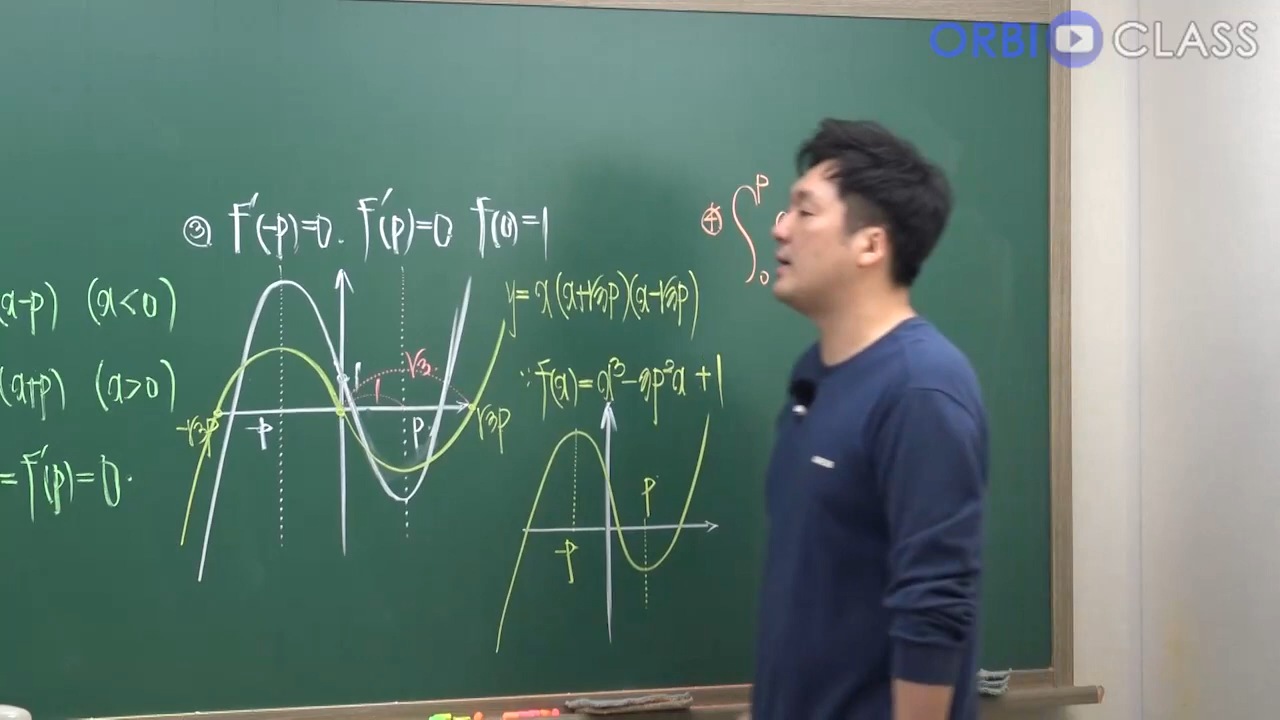 ORBI CLASS
③ f'(-p)=0. f'(p)=0 f(0)=1
x-p) (x<0)
(x+p) (x>0)
=f'(p)=0.
1 √3 1
-√3p -p p √3p
y=x(x+√3p)(x-√3p)
∵ f(x)=x³-3p²x+1
-p p
④ ∫₀ᵖ